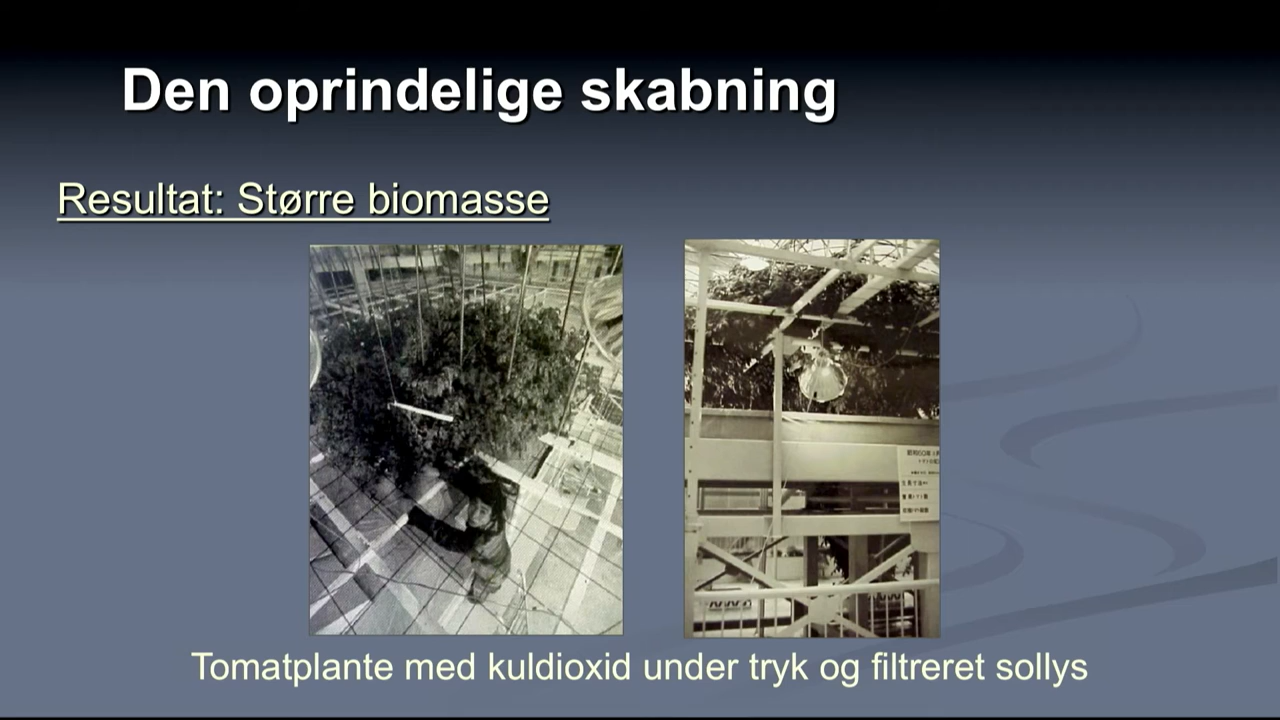 Den oprindelige skabning
Resultat: Større biomasse
Tomatplante med kuldioxid under tryk og filtreret sollys